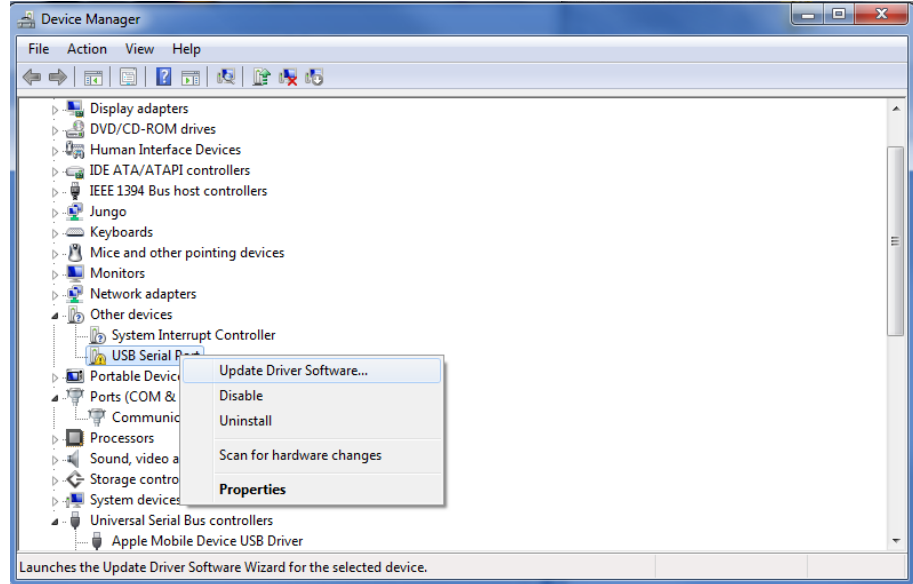 Device Manager
File Action View Help
Display adapters
DVD/CD-ROM drives
Human Interface Devices
IDE ATA/ATAPI controllers
IEEE 1394 Bus host controllers
Jungo
Keyboards
Mice and other pointing devices
Monitors
Network adapters
Other devices
System Interrupt Controller
USB Serial Port
Update Driver Software...
Portable Device
Disable
Ports (COM &
Uninstall
Communic
Processors
Scan for hardware changes
Sound, video a
Storage contro
Properties
System devices
Universal Serial Bus controllers
Apple Mobile Device USB Driver
Launches the Update Driver Software Wizard for the selected device.